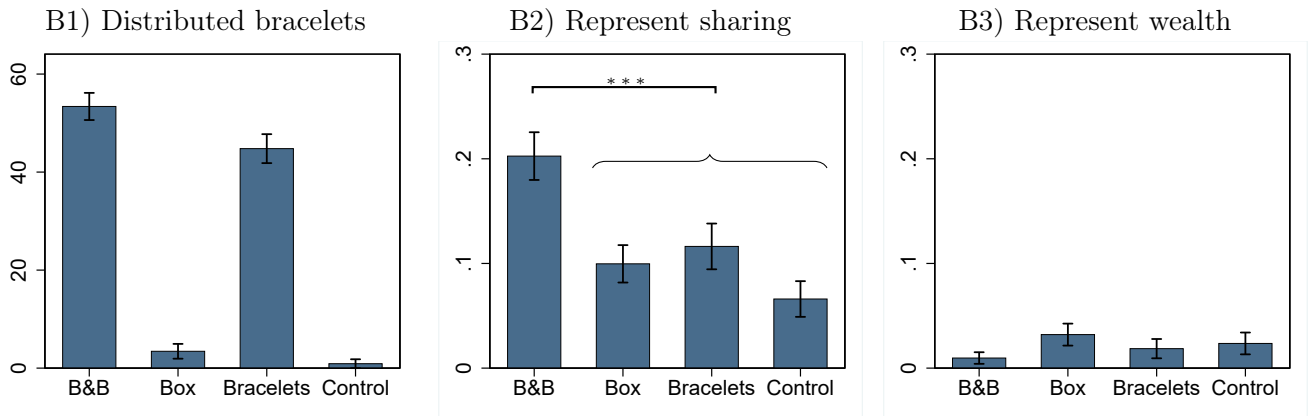 B1) Distributed bracelets
B2) Represent sharing
B3) Represent wealth
60
40
20
0
B&B Box Bracelets Control
.3
.2
.1
0
***
B&B Box Bracelets Control
.3
.2
.1
0
B&B Box Bracelets Control